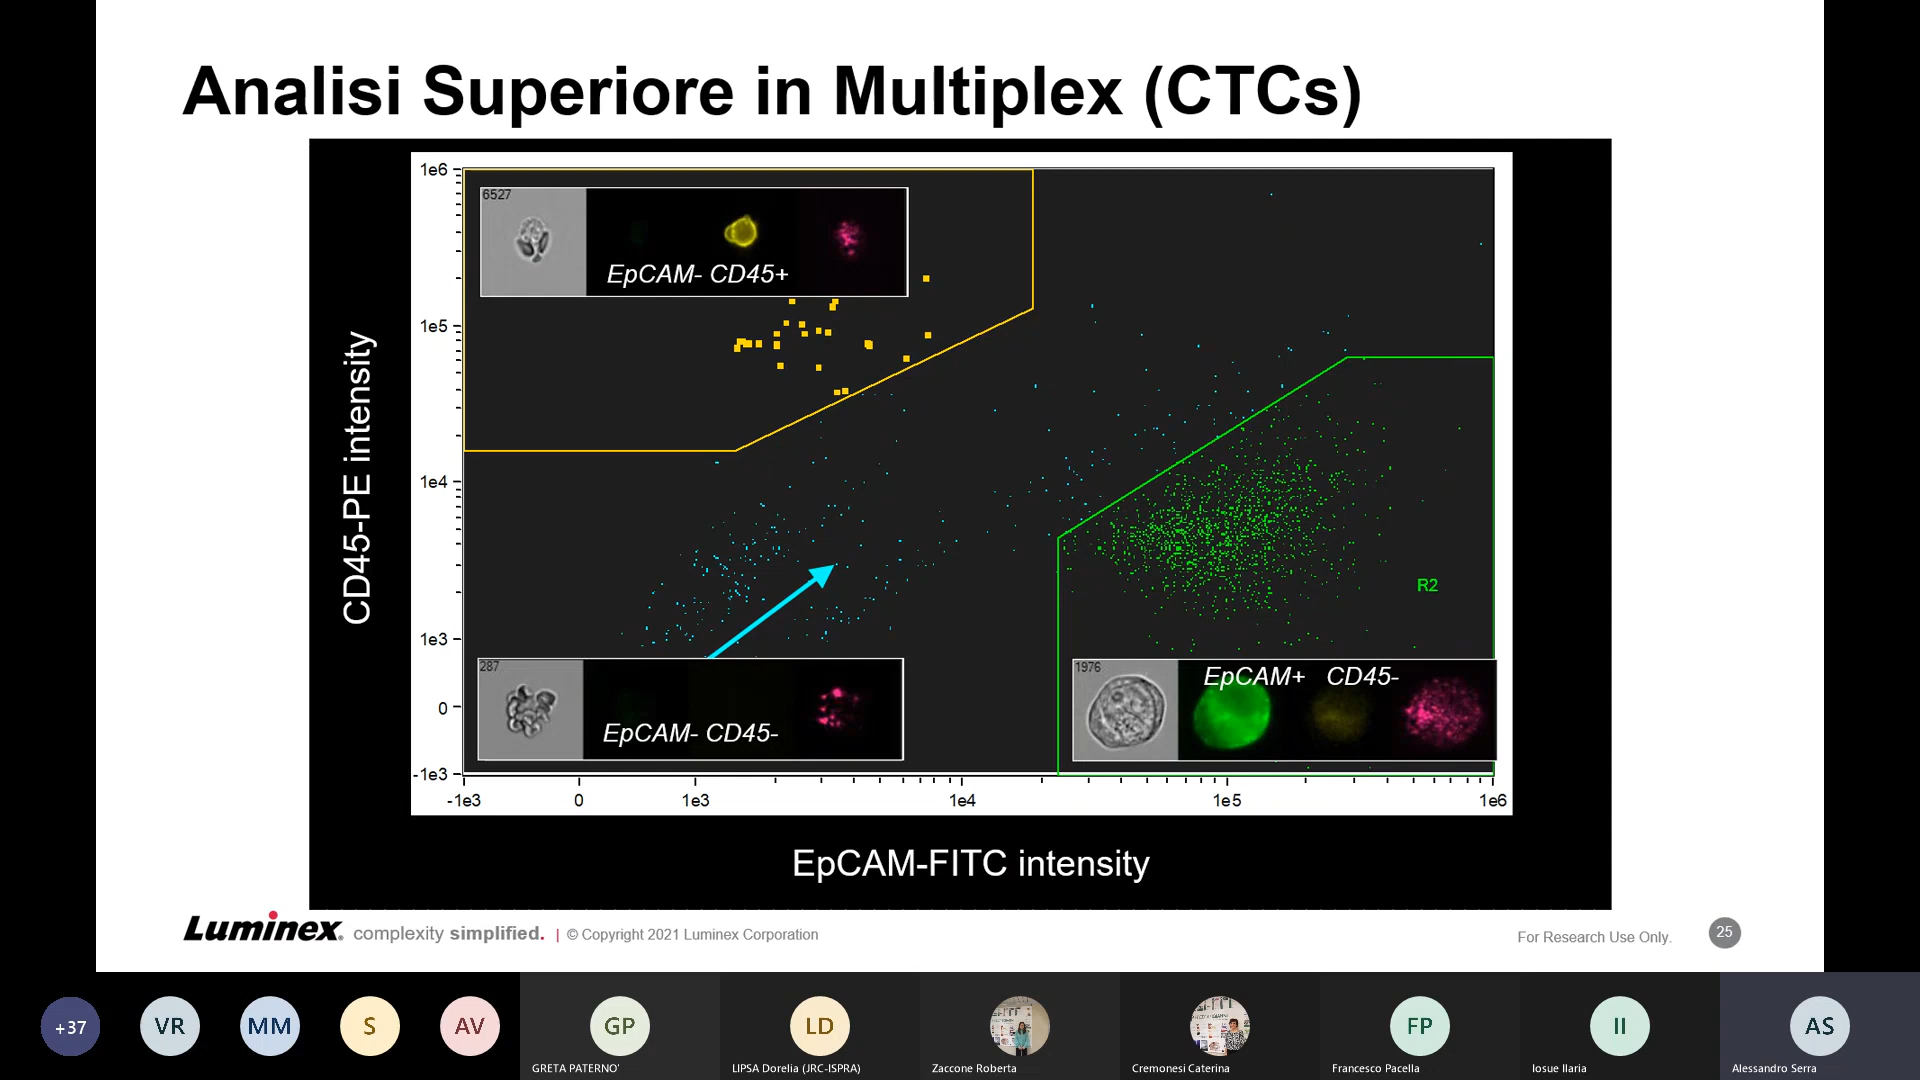 Analisi Superiore in Multiplex (CTCs)
1e6
6527
EpCAM- CD45+
1e5
CD45-PE intensity
1e4
R2
1e3
287
EpCAM- CD45-
1976
EpCAM+ CD45-
0
-1e3
-1e3 0 1e3 1e4 1e5 1e6
EpCAM-FITC intensity
Luminex complexity simplified. | © Copyright 2021 Luminex Corporation
For Research Use Only.
25
+37 VR MM S AV GP LD FP II AS
GRETA PATERNO' LIPSA Dorelia (JRC-ISPRA) Zaccone Roberta Cremonesi Caterina Francesco Pacella Iosue Ilaria Alessandro Serra